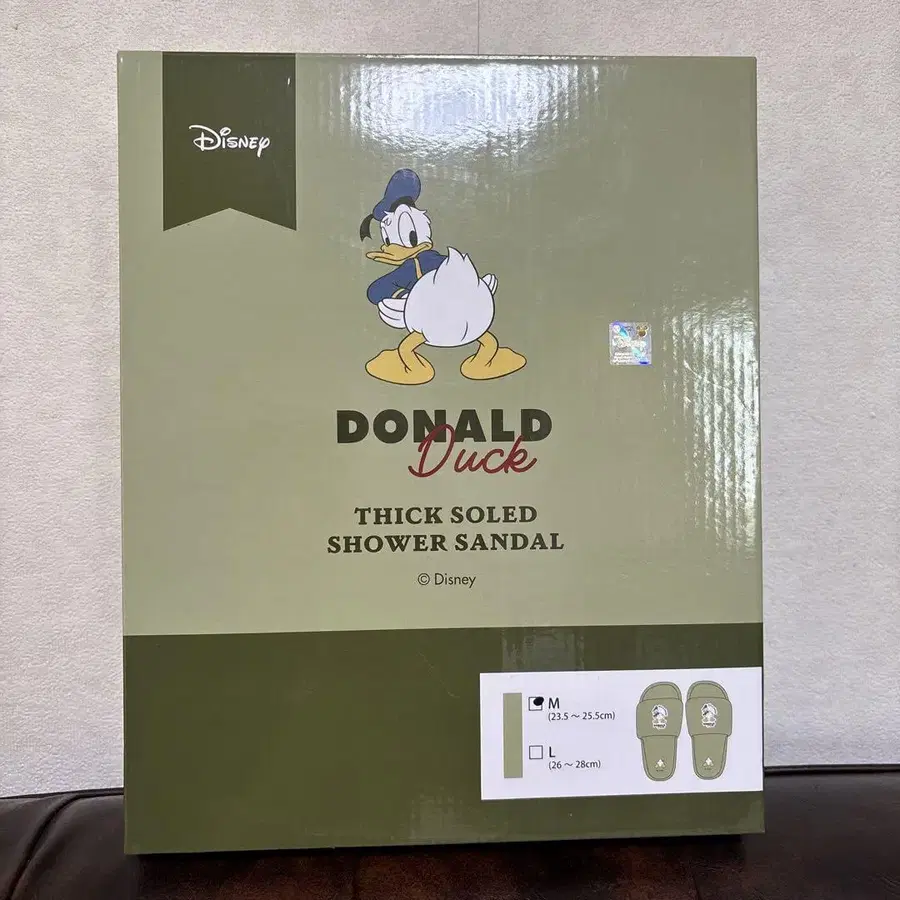 Disney
DONALD
Duck
THICK SOLED
SHOWER SANDAL
© Disney
M
(23.5 ～ 25.5cm)
L
(26 ～ 28cm)